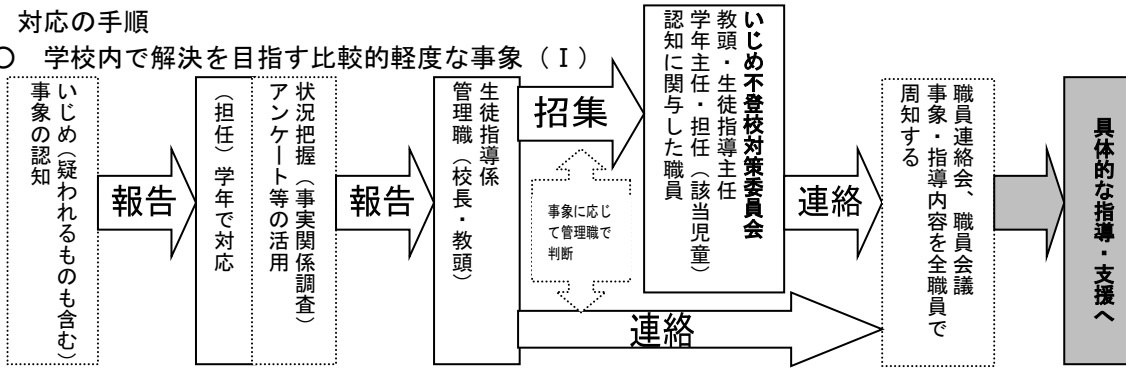 対応の手順
〇　学校内で解決を目指す比較的軽度な事象（Ⅰ）
いじめ（疑われるものも含む）
事象の認知
報告
（担任）学年で対応
状況把握（事実関係調査）
アンケート等の活用
報告
生徒指導係
管理職（校長・教頭）
招集
事象に応じ
て管理職で
判断
いじめ不登校対策委員会
教頭・生徒指導主任
学年主任・担任（該当児童）
認知に関与した職員
連絡
連絡
職員連絡会、職員会議
事象・指導内容を全職員で
周知する
具体的な指導・支援へ